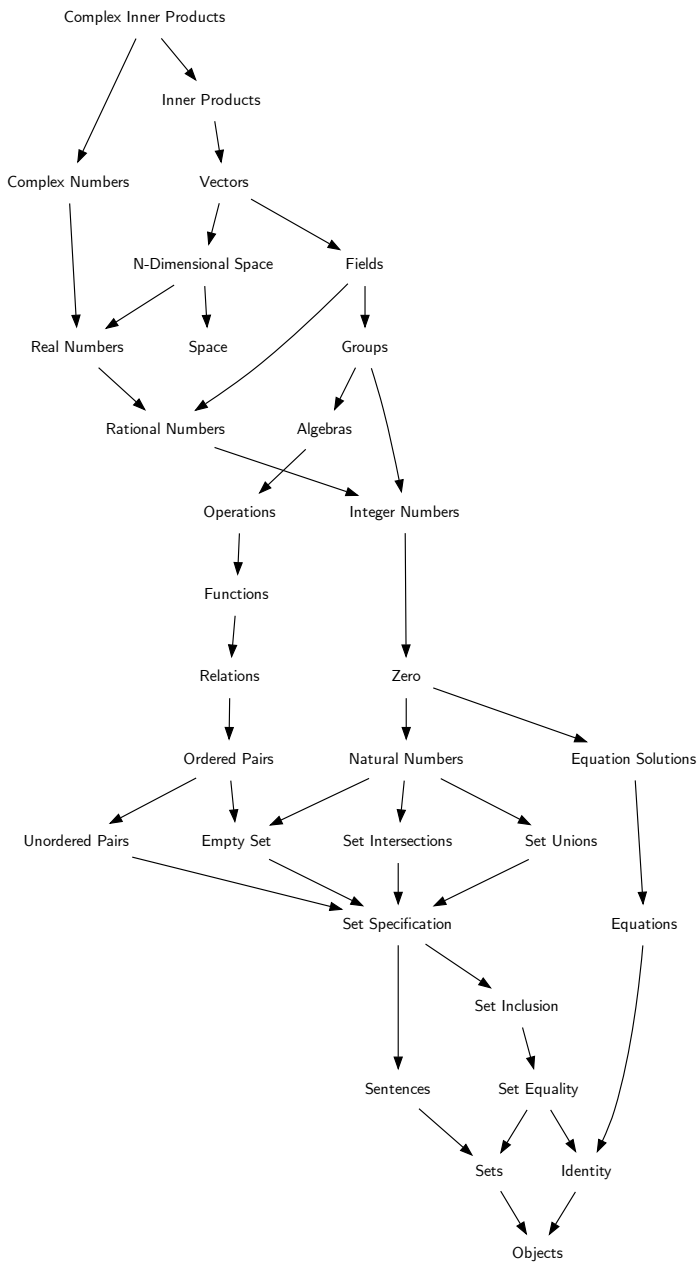 Complex Inner Products
Inner Products
Complex Numbers
Vectors
N-Dimensional Space
Fields
Real Numbers
Space
Groups
Rational Numbers
Algebras
Operations
Integer Numbers
Functions
Relations
Zero
Ordered Pairs
Natural Numbers
Equation Solutions
Unordered Pairs
Empty Set
Set Intersections
Set Unions
Set Specification
Equations
Set Inclusion
Sentences
Set Equality
Sets
Identity
Objects